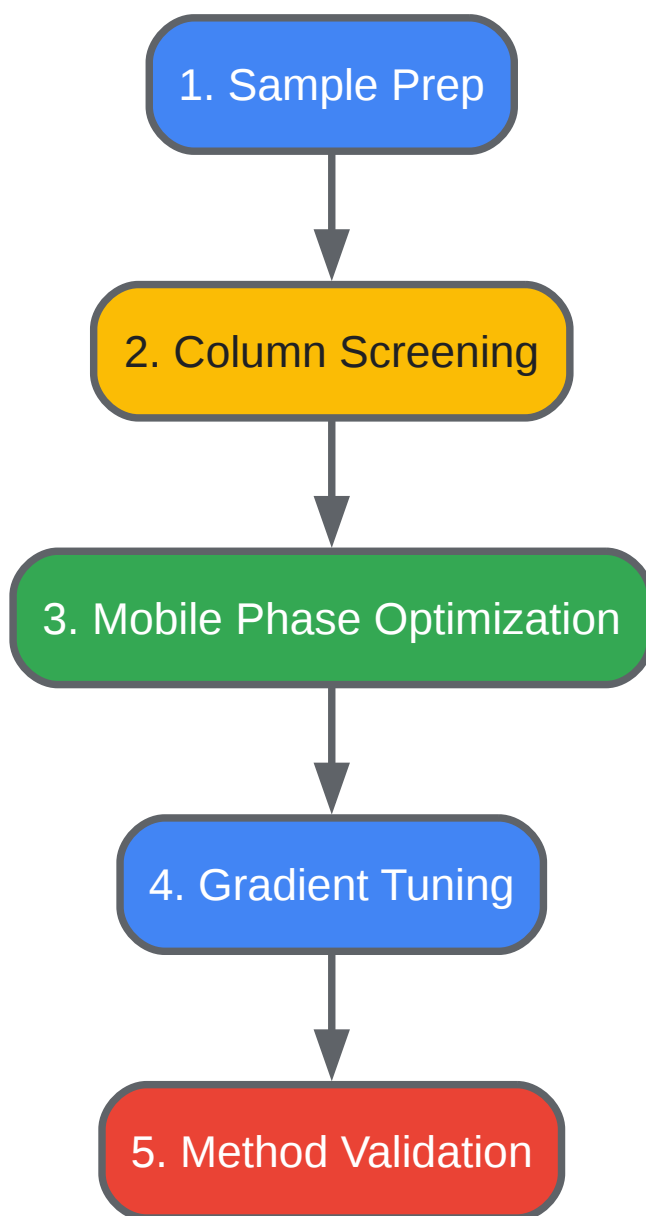 1. Sample Prep
2. Column Screening
3. Mobile Phase Optimization
4. Gradient Tuning
5. Method Validation